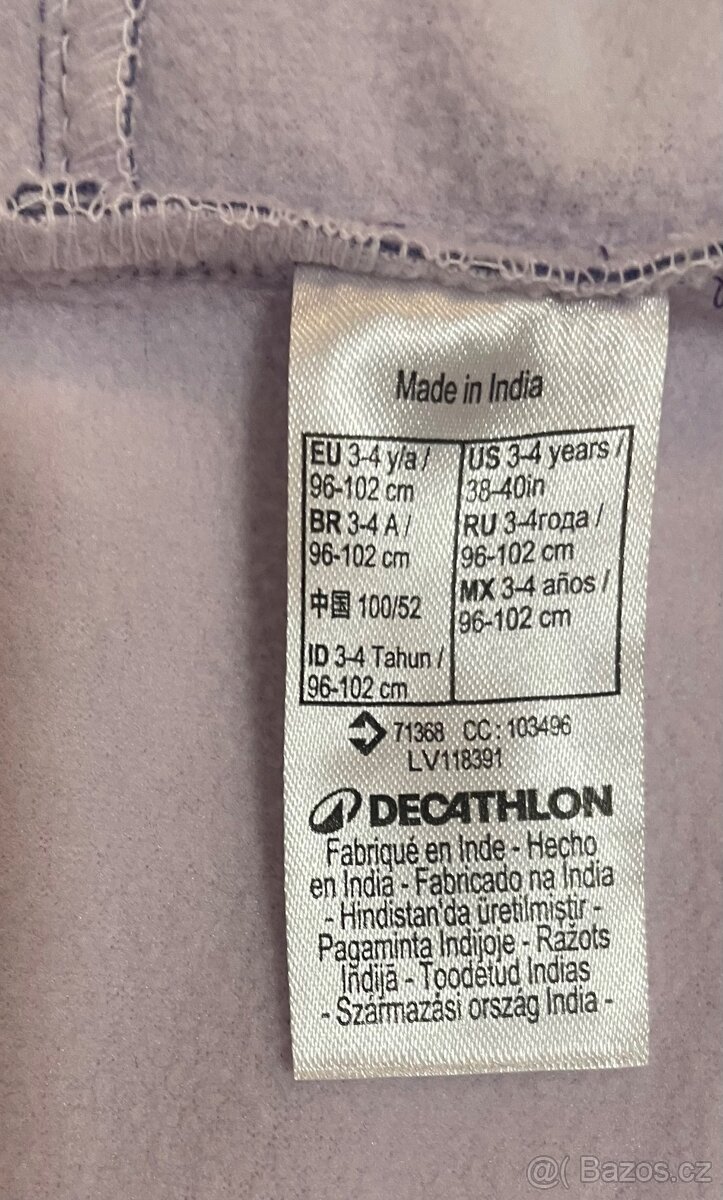 Made in India
EU 3-4 y/a /
96-102 cm
BR 3-4 A /
96-102 cm
中国 100/52
ID 3-4 Tahun /
96-102 cm
US 3-4 years /
38-40in
RU 3-4года /
96-102 cm
MX 3-4 años /
96-102 cm
71368 CC : 103496
LV118391
DECATHLON
Fabriqué en Inde - Hecho
en India - Fabricado na India
- Hindistan'da üretilmiştir -
Pagaminta Indijoje - Ražots
Indijā - Toodetud Indias
- Származási ország India -
@( Bazos.cz